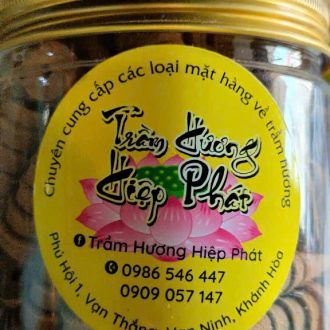 Chuyên cung cấp các loại mặt hàng về trầm hương
Trầm Hương
Hiệp Phát
Trầm Hương Hiệp Phát
0986 546 447
0909 057 147
Phú Hội 1, Vạn Thắng, Vạn Ninh, Khánh Hòa